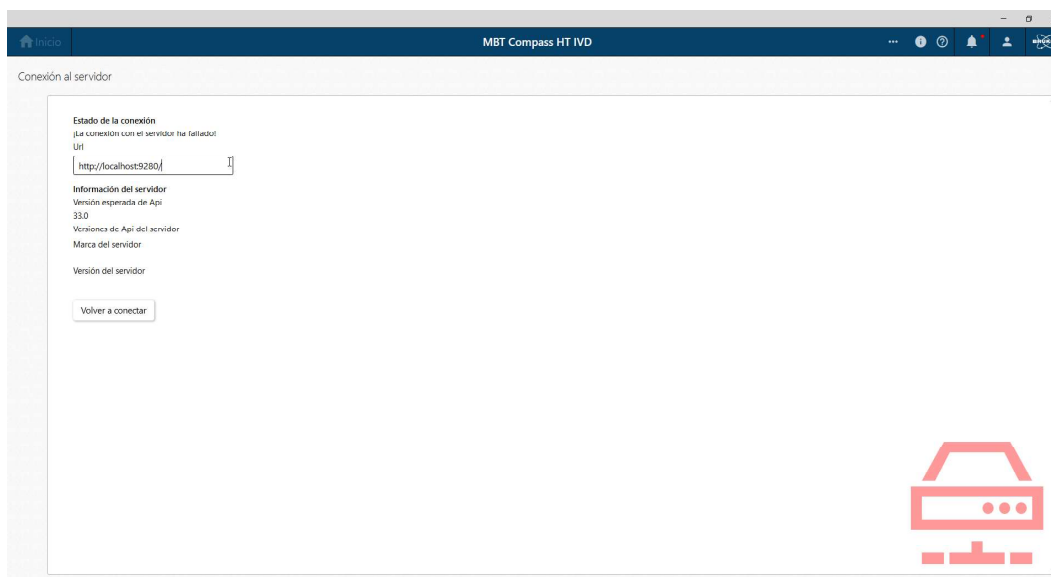 Inicio
MBT Compass HT IVD
Conexión al servidor
Estado de la conexión
¡La conexión con el servidor ha fallado!
Url
http://localhost:9280/
Información del servidor
Versión esperada de Api
33.0
Versiones de Api del servidor
Marca del servidor
Versión del servidor
Volver a conectar